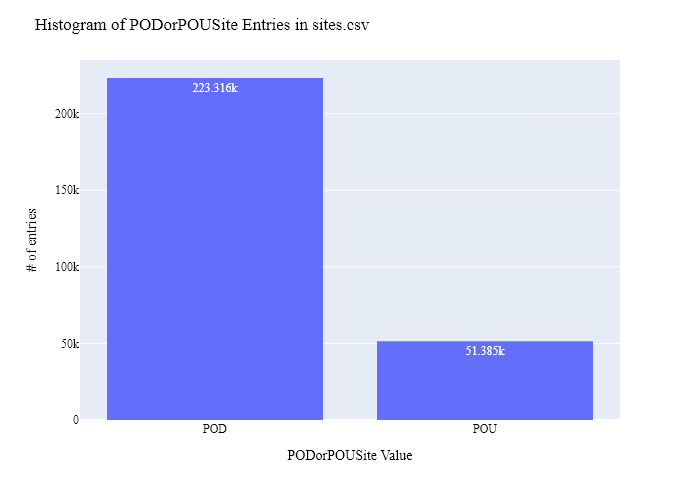 Histogram of PODorPOUSite Entries in sites.csv
223.316k
200k
150k
# of entries
100k
50k
51.385k
0
POD
POU
PODorPOUSite Value